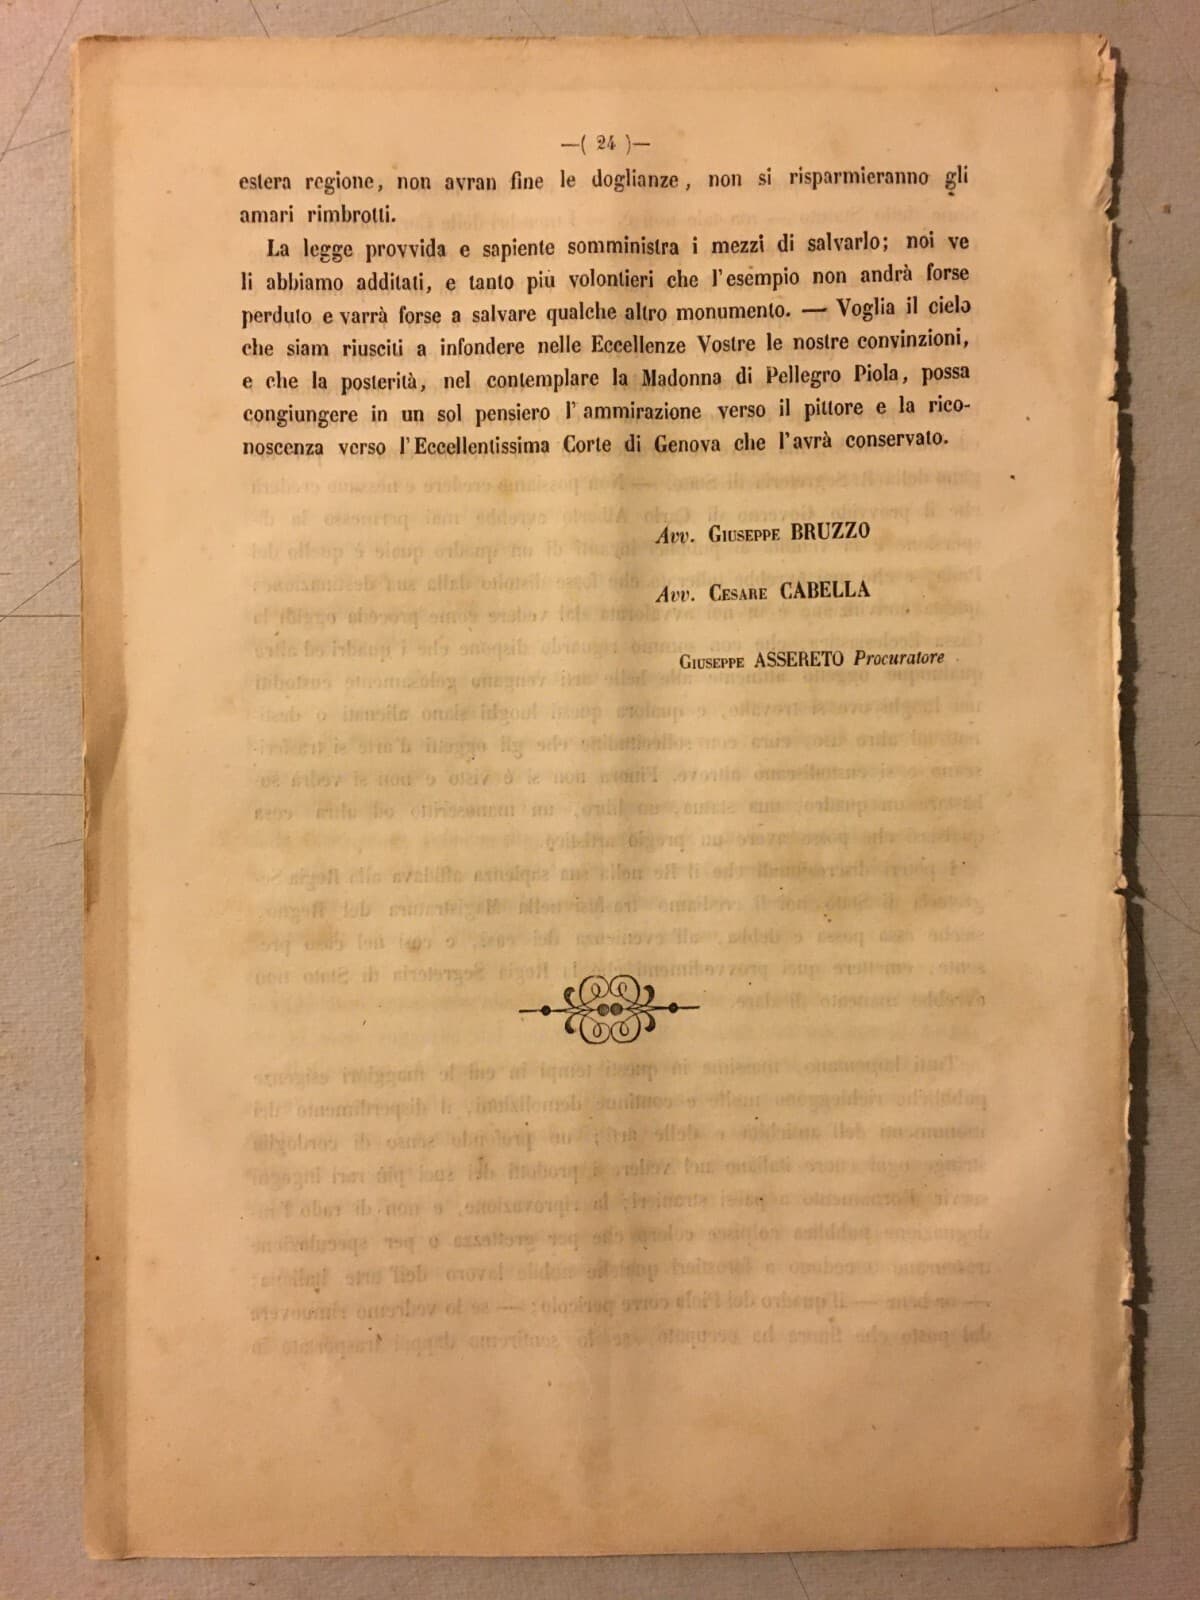 —( 24 )—
estera regione, non avran fine le doglianze, non si risparmieranno gli
amari rimbrotti.
La legge provvida e sapiente somministra i mezzi di salvarlo; noi ve
li abbiamo additati, e tanto più volontieri che l'esempio non andrà forse
perduto e varrà forse a salvare qualche altro monumento. — Voglia il cielo
che siam riusciti a infondere nelle Eccellenze Vostre le nostre convinzioni,
e che la posterità, nel contemplare la Madonna di Pellegro Piola, possa
congiungere in un sol pensiero l'ammirazione verso il pittore e la rico-
noscenza verso l'Eccellentissima Corte di Genova che l'avrà conservato.
Avv. Giuseppe BRUZZO
Avv. Cesare CABELLA
Giuseppe ASSERETO Procuratore